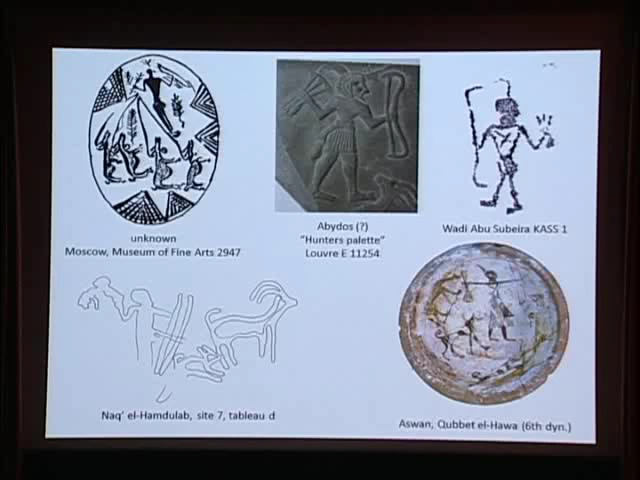 unknown
Moscow, Museum of Fine Arts 2947
Abydos (?)
"Hunters palette"
Louvre E 11254
Wadi Abu Subeira KASS 1
Naq' el-Hamdulab, site 7, tableau d
Aswan, Qubbet el-Hawa (6th dyn.)